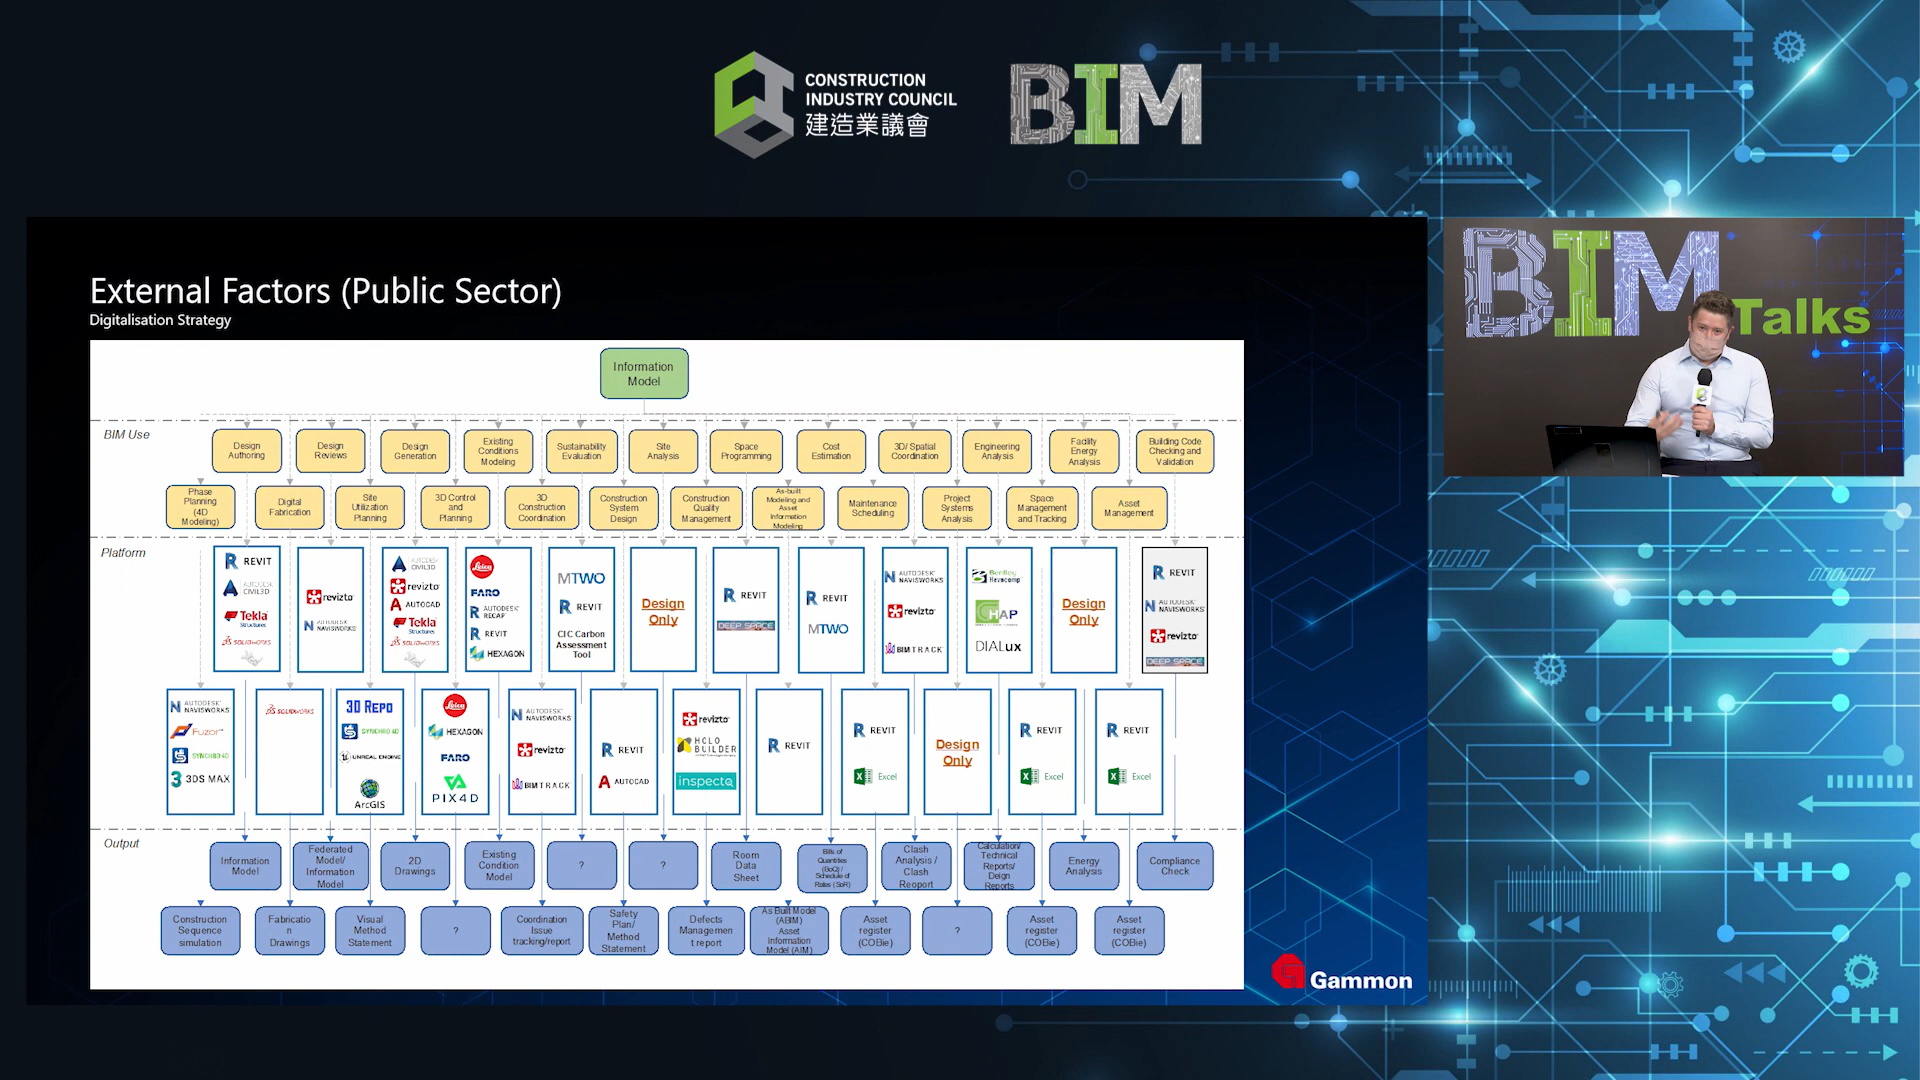 CONSTRUCTION
INDUSTRY COUNCIL
建造業議會
BIM
BIM
Talks
External Factors (Public Sector)
Digitalisation Strategy
Information
Model
BIM Use
Design
Authoring
Design
Reviews
Design
Generation
Existing
Conditions
Modeling
Sustainability
Evaluation
Site
Analysis
Space
Programming
Cost
Estimation
3D/ Spatial
Coordination
Engineering
Analysis
Facility
Energy
Analysis
Building Code
Checking and
Validation
Phase
Planning
(4D
Modeling)
Digital
Fabrication
Site
Utilization
Planning
3D Control
and
Planning
3D
Construction
Coordination
Construction
System
Design
Construction
Quality
Management
As-built
Modeling and
Asset
Information
Modeling
Maintenance
Scheduling
Project
Systems
Analysis
Space
Management
and Tracking
Asset
Management
Platform
REVIT
AUTODESK
CIVIL3D
Tekla
Structures
SOLIDWORKS
revizto
AUTODESK
NAVISWORKS
AUTODESK
CIVIL3D
revizto
AUTOCAD
Tekla
Structures
SOLIDWORKS
Leica
FARO
AUTODESK
RECAP
REVIT
HEXAGON
MTWO
REVIT
CIC Carbon
Assessment
Tool
Design
Only
REVIT
DEEP SPACE
REVIT
MTWO
AUTODESK
NAVISWORKS
revizto
BIMTRACK
Bentley
Hevacomp
HAP
DIALux
Design
Only
REVIT
AUTODESK
NAVISWORKS
revizto
DEEP SPACE
AUTODESK
NAVISWORKS
Fuzor
SYNCHRO 4D
3DS MAX
SOLIDWORKS
3D REPO
SYNCHRO 4D
UNREAL ENGINE
ArcGIS
Leica
HEXAGON
FARO
PIX4D
AUTODESK
NAVISWORKS
revizto
BIMTRACK
REVIT
AUTOCAD
revizto
HOLO
BUILDER
inspecta
REVIT
REVIT
Excel
Design
Only
REVIT
Excel
REVIT
Excel
Output
Information
Model
Federated
Model/
Information
Model
2D
Drawings
Existing
Condition
Model
?
?
Room
Data
Sheet
Bills of
Quantities
(BoQ) /
Schedule of
Rates (SoR)
Clash
Analysis /
Clash
Reoport
Calculation/
Technical
Reports/
Deign
Reports
Energy
Analysis
Compliance
Check
Construction
Sequence
simulation
Fabricatio
n
Drawings
Visual
Method
Statement
?
Coordination
Issue
tracking/report
Safety
Plan/
Method
Statement
Defects
Managemen
t report
As Built Model
(ABIM)
Asset
Information
Model (AIM)
Asset
register
(COBie)
?
Asset
register
(COBie)
Asset
register
(COBie)
Gammon